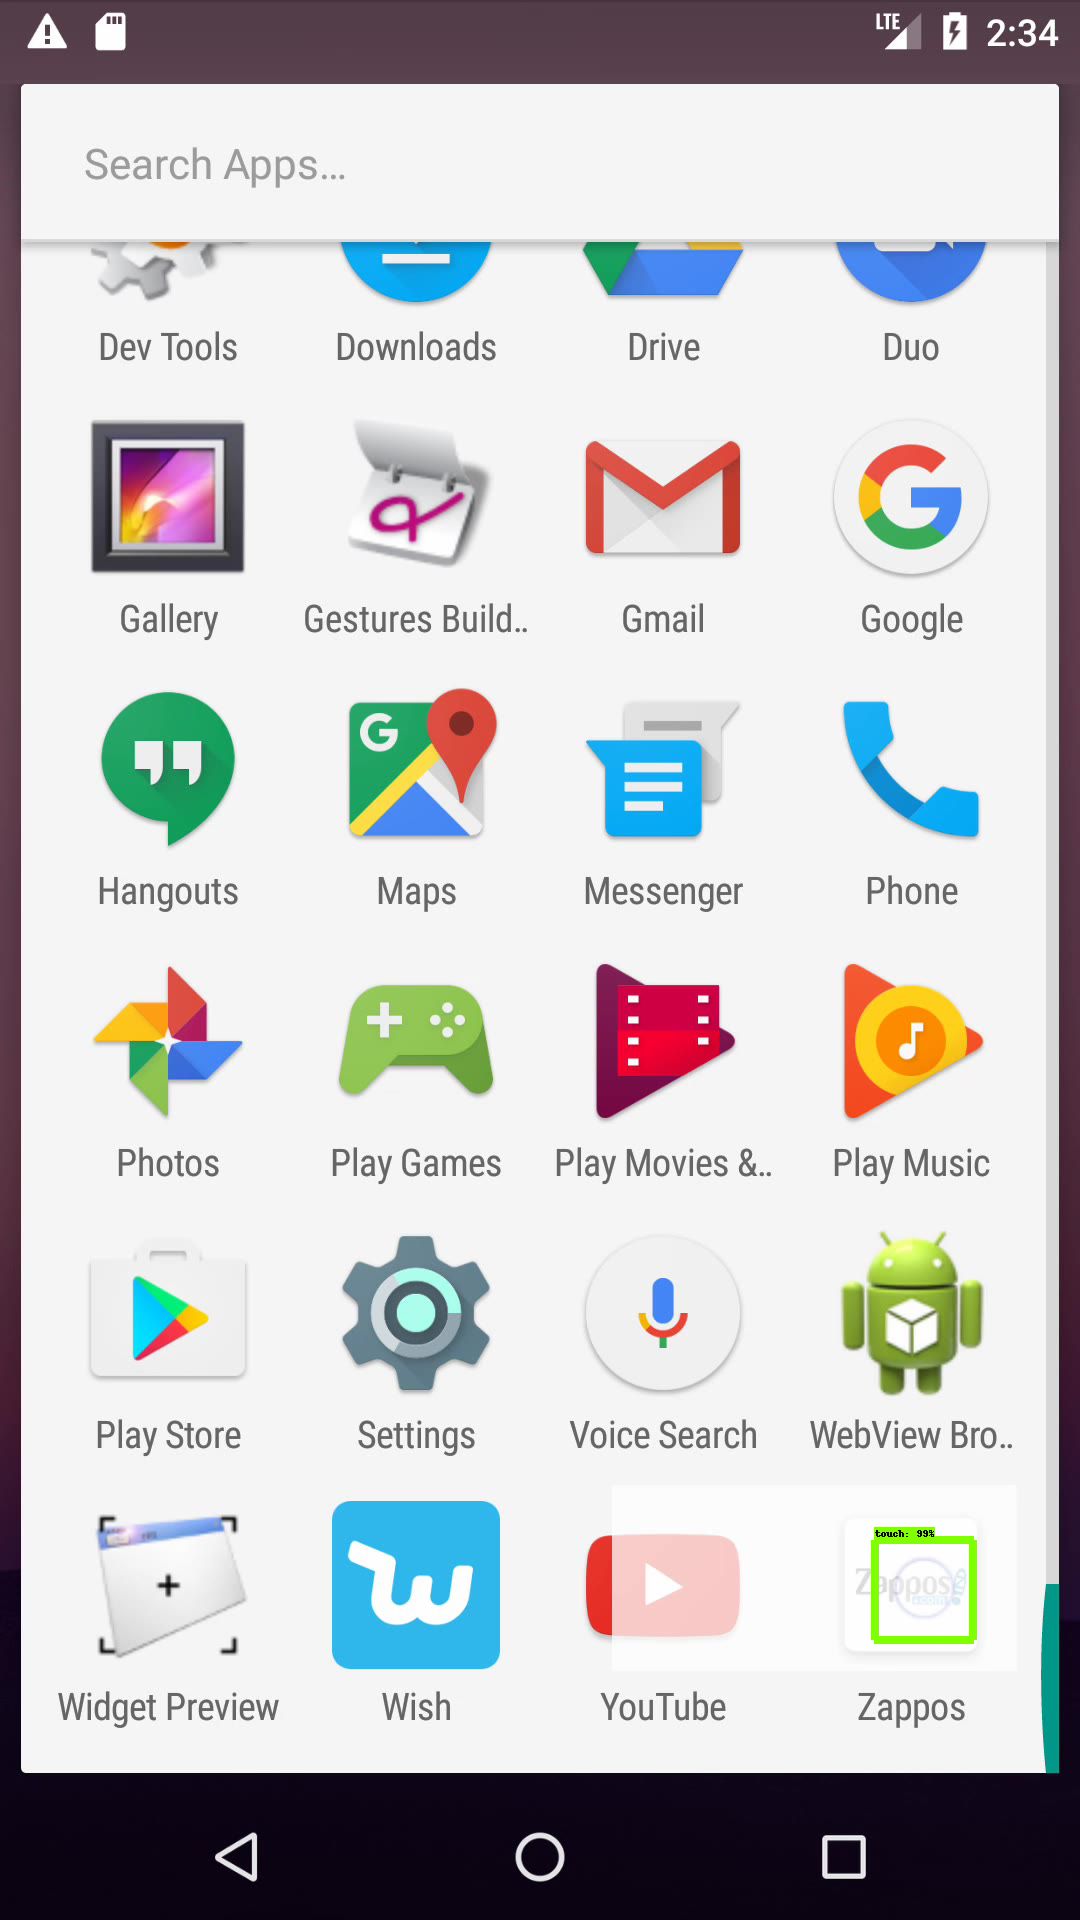 LTE 2:34
Search Apps...
Dev Tools Downloads Drive Duo
Gallery Gestures Build.. Gmail Google
Hangouts Maps Messenger Phone
Photos Play Games Play Movies &.. Play Music
Play Store Settings Voice Search WebView Bro..
touch: 99%
Zappos
.com
Widget Preview Wish YouTube Zappos